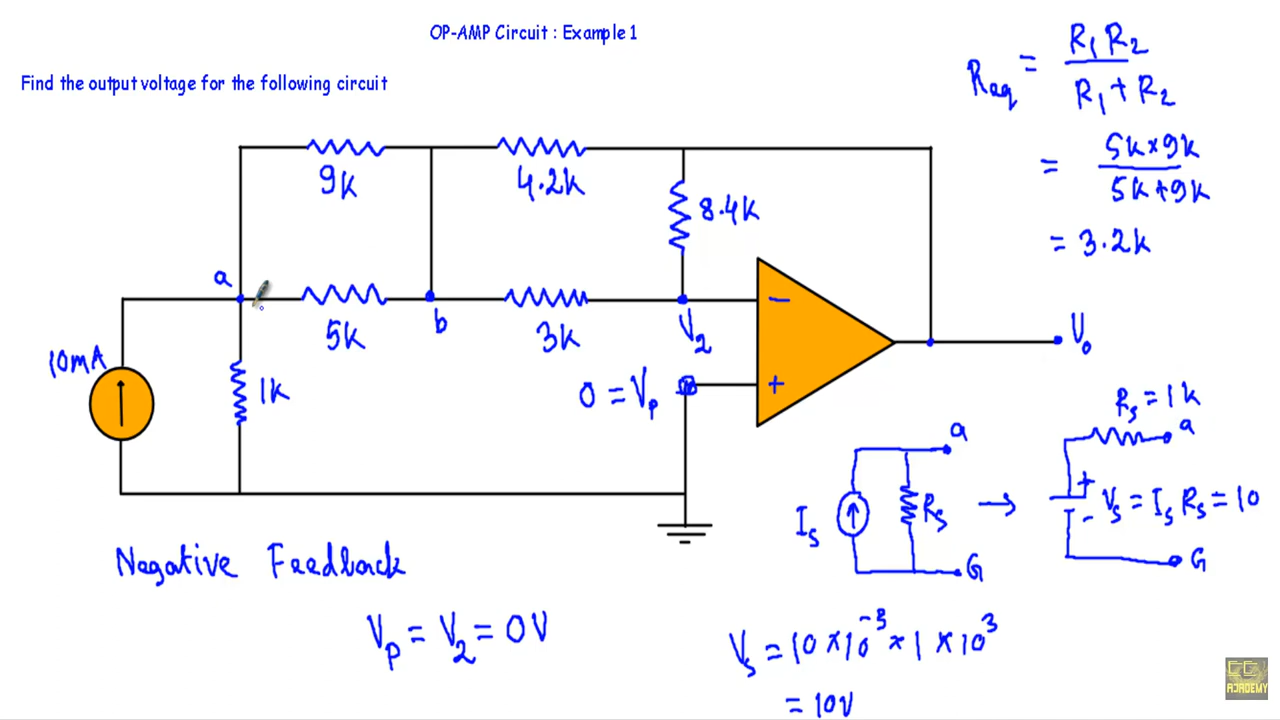 OP-AMP Circuit : Example 1
Find the output voltage for the following circuit
Req = R1 R2 / R1 + R2
= 5k×9k / 5k+9k
= 3.2k
9k
4.2k
8.4k
a
5k
b
3k
V2
−
+
Vo
10mA
1k
0 = Vp
Rs = 1k
a
Is
Rs
G
→
a
+
-
Vs = Is Rs = 10
G
Negative Feedback
Vp = V2 = 0V
Vs = 10 × 10⁻³ × 1 × 10³
= 10V
AJADEMY